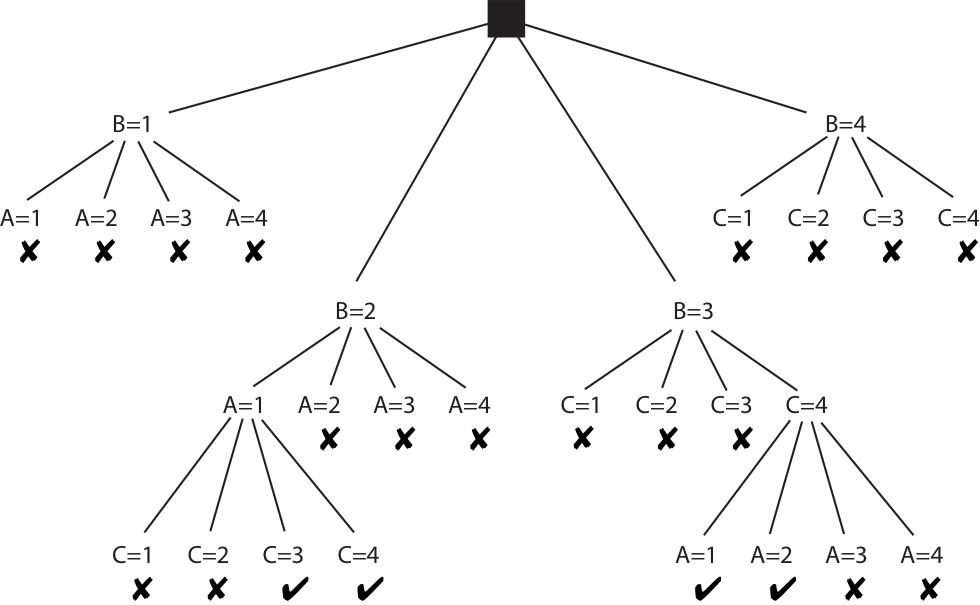 B=1 B=4
A=1 A=2 A=3 A=4 C=1 C=2 C=3 C=4
✘ ✘ ✘ ✘ ✘ ✘ ✘ ✘
B=2 B=3
A=1 A=2 A=3 A=4 C=1 C=2 C=3 C=4
✘ ✘ ✘ ✘ ✘ ✘
C=1 C=2 C=3 C=4 A=1 A=2 A=3 A=4
✘ ✘ ✔ ✔ ✔ ✔ ✘ ✘